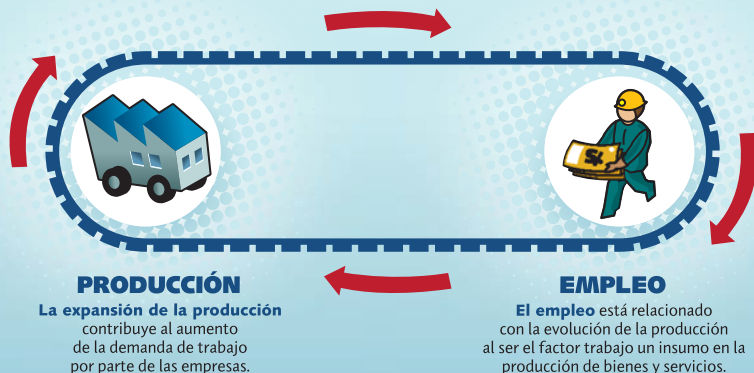 S/.
PRODUCCIÓN
La expansión de la producción
contribuye al aumento
de la demanda de trabajo
por parte de las empresas.
EMPLEO
El empleo está relacionado
con la evolución de la producción
al ser el factor trabajo un insumo en la
producción de bienes y servicios.